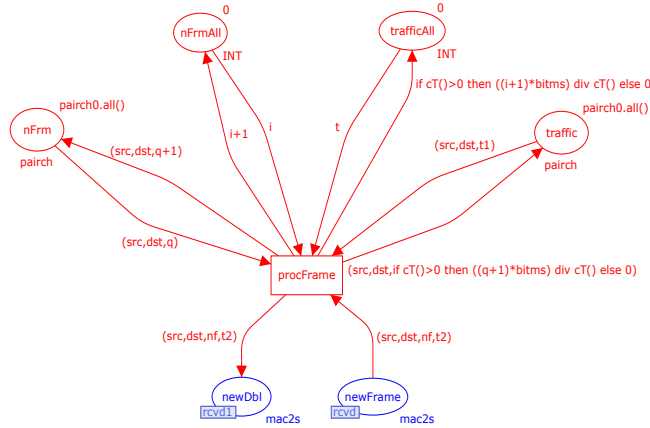 0
0
nFrmAll
trafficAll
INT
INT
if cT()>0 then ((i+1)*bitms) div cT() else 0
pairch0.all()
pairch0.all()
nFrm
i+1
i
t
traffic
(src,dst,q+1)
(src,dst,t1)
pairch
pairch
(src,dst,q)
procFrame
(src,dst,if cT()>0 then ((q+1)*bitms) div cT() else 0)
(src,dst,nf,t2)
(src,dst,nf,t2)
newDbl
newFrame
rcvd1
rcvd
mac2s
mac2s